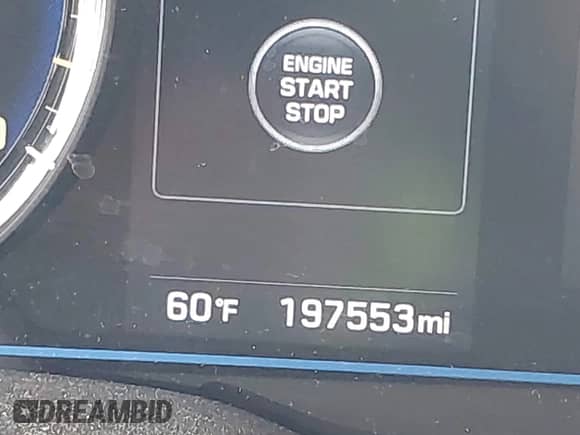 ENGINE
START
STOP
60°F 197553mi
DREAMBID